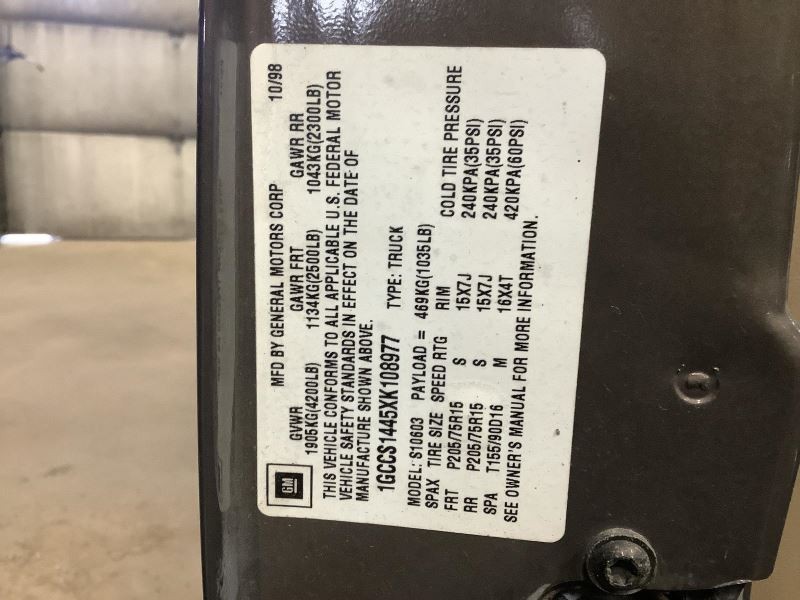 GM
MFD BY GENERAL MOTORS CORP 10/98
GVWR GAWR FRT GAWR RR
1905KG(4200LB) 1134KG(2500LB) 1043KG(2300LB)
THIS VEHICLE CONFORMS TO ALL APPLICABLE U.S. FEDERAL MOTOR
VEHICLE SAFETY STANDARDS IN EFFECT ON THE DATE OF
MANUFACTURE SHOWN ABOVE.
1GCCS1445XK108977 TYPE: TRUCK
MODEL: S10603 PAYLOAD = 469KG(1035LB)
SPAX TIRE SIZE SPEED RTG RIM COLD TIRE PRESSURE
FRT P205/75R15 S 15X7J 240KPA(35PSI)
RR P205/75R15 S 15X7J 240KPA(35PSI)
SPA T155/90D16 M 16X4T 420KPA(60PSI)
SEE OWNER'S MANUAL FOR MORE INFORMATION.